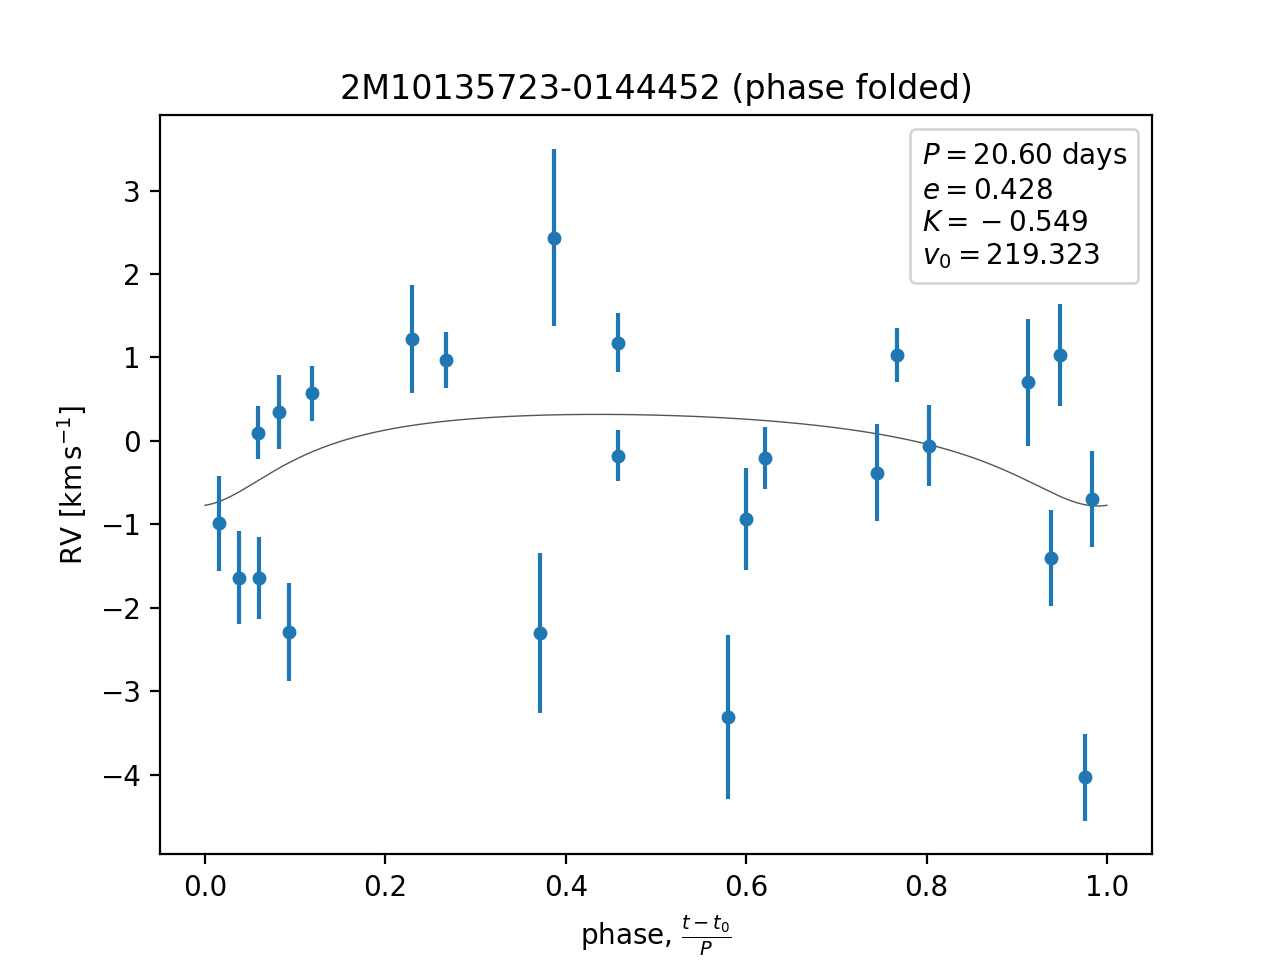 2M10135723-0144452 (phase folded)
P = 20.60 days
e = 0.428
K = −0.549
v₀ = 219.323
3
2
1
0
−1
−2
−3
−4
RV [km s⁻¹]
0.0 0.2 0.4 0.6 0.8 1.0
phase, (t − t₀)/P